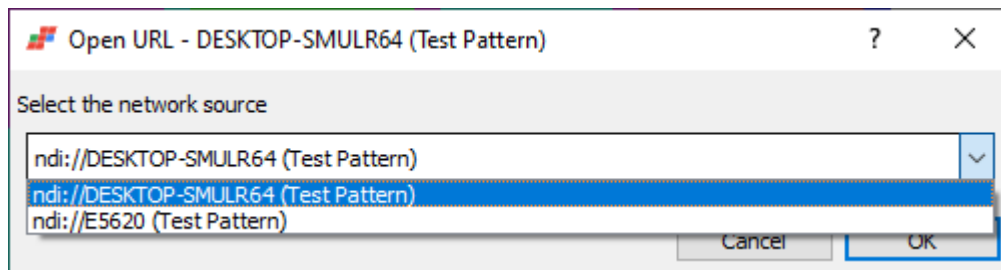 Open URL - DESKTOP-SMULR64 (Test Pattern) ?
Select the network source
ndi://DESKTOP-SMULR64 (Test Pattern)
ndi://DESKTOP-SMULR64 (Test Pattern)
ndi://E5620 (Test Pattern)
Cancel OK